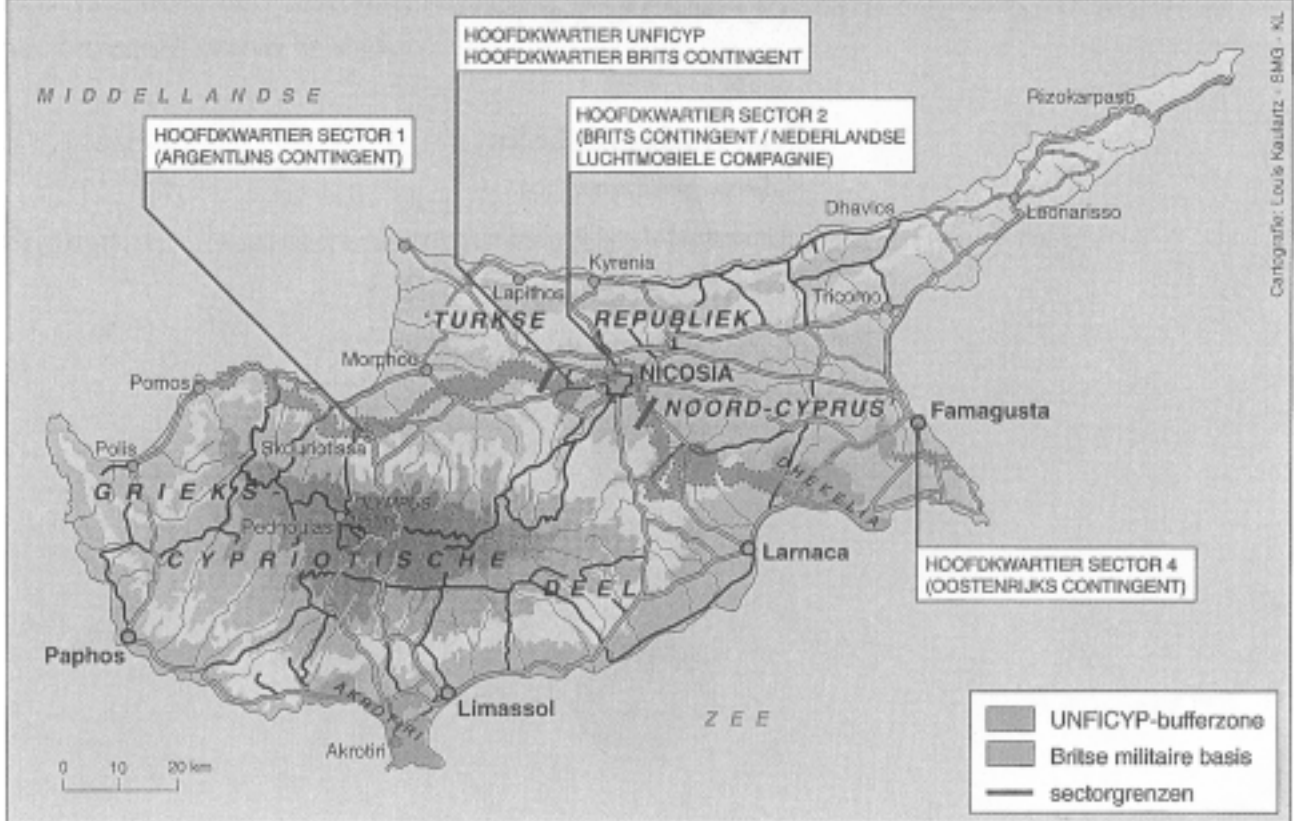 HOOFDKWARTIER UNFICYP
HOOFDKWARTIER BRITS CONTINGENT
MIDDELLANDSE
HOOFDKWARTIER SECTOR 1
(ARGENTIJNS CONTINGENT)
HOOFDKWARTIER SECTOR 2
(BRITS CONTINGENT / NEDERLANDSE
LUCHTMOBIELE COMPAGNIE)
Cartografie: Louis Kaulartz - SMG - KL
Rizokarpaso
Dhavlos
Leonarisso
Kyrenia
Lapithos
Tricomo
'TURKSE REPUBLIEK
Morphou
NICOSIA
Pomos
NOORD-CYPRUS'
Famagusta
Polis
Skouriotissa
DHEKELIA
GRIEKS-
OLYMPUS
Pedhoulas
CYPRIOTISCHE
Larnaca
HOOFDKWARTIER SECTOR 4
(OOSTENRIJKS CONTINGENT)
DEEL
Paphos
AKROTIRI
Limassol
ZEE
Akrotiri
0 10 20 km
UNFICYP-bufferzone
Britse militaire basis
sectorgrenzen